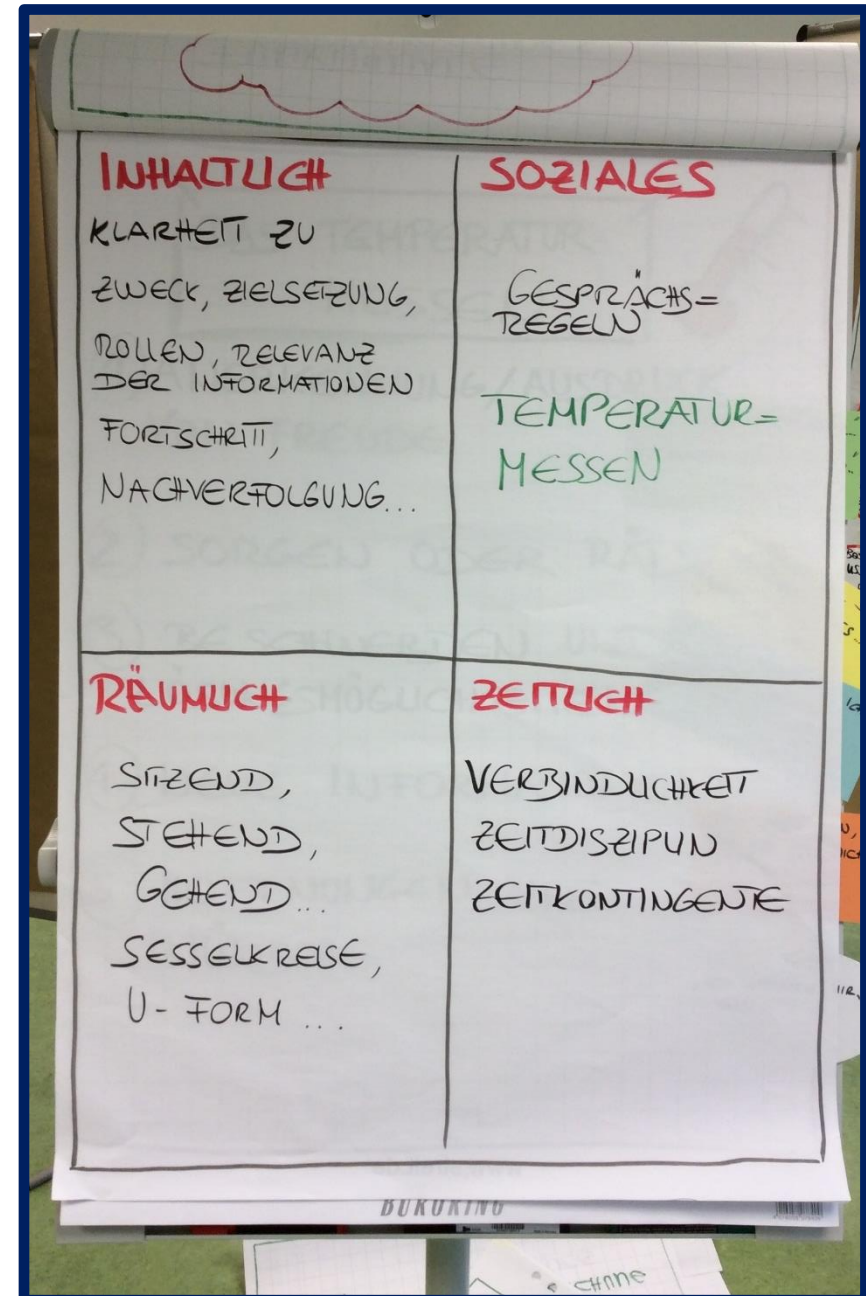 INHALTLICH
KLARHEIT ZU
ZWECK, ZIELSETZUNG,
ROLLEN, RELEVANZ
DER INFORMATIONEN
FORTSCHRITT,
NACHVERFOLGUNG...
SOZIALES
GESPRÄCHS=
REGELN
TEMPERATUR=
MESSEN
RÄUMLICH
SITZEND,
STEHEND,
GEHEND...
SESSELKREISE,
U-FORM ...
ZEITLICH
VERBINDLICHKEIT
ZEITDISZIPLIN
ZEITKONTINGENTE